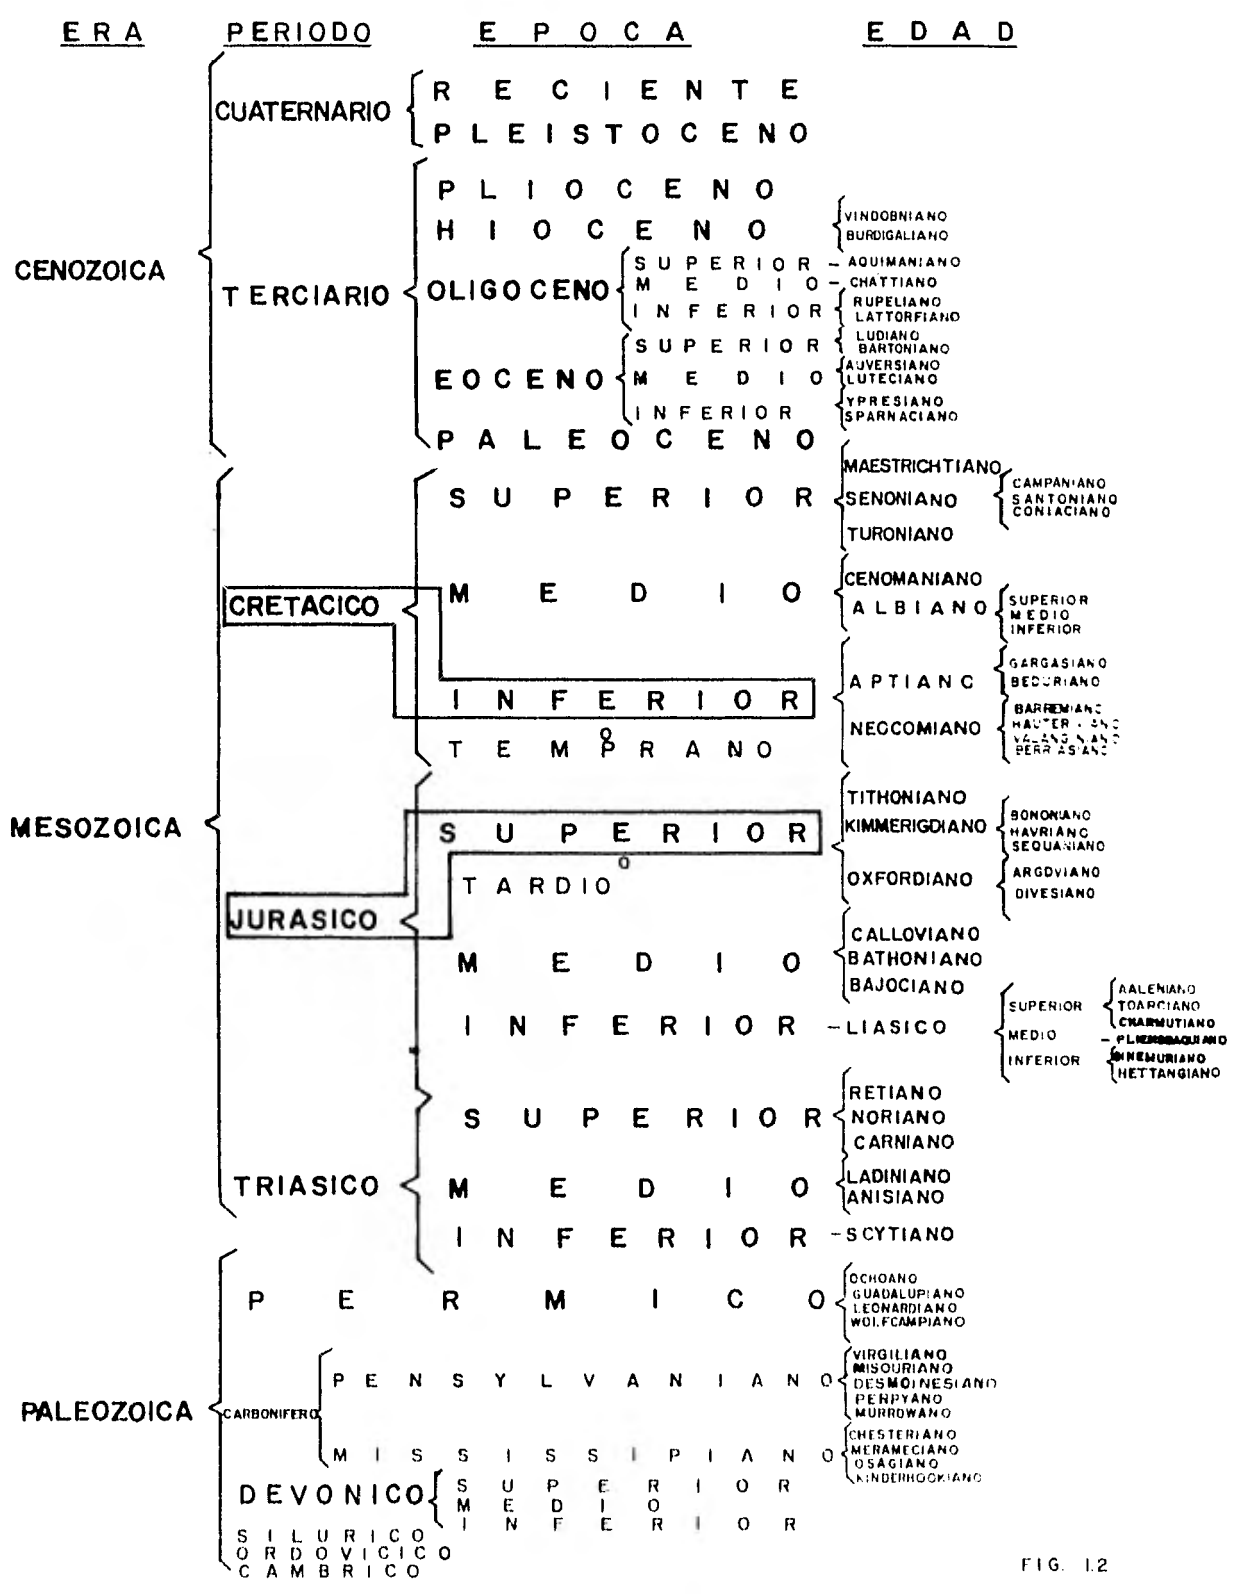 ERA PERIODO EPOCA EDAD
CUATERNARIO
RECIENTE
PLEISTOCENO
CENOZOICA
TERCIARIO
PLIOCENO
HIOCENO
VINDOBNIANO
BURDIGALIANO
OLIGOCENO
SUPERIOR – AQUIMANIANO
MEDIO – CHATTIANO
INFERIOR
RUPELIANO
LATTORFIANO
EOCENO
SUPERIOR
LUDIANO
BARTONIANO
MEDIO
AUVERSIANO
LUTECIANO
INFERIOR
YPRESIANO
SPARNACIANO
PALEOCENO
MESOZOICA
CRETACICO
SUPERIOR
MAESTRICHTIANO
SENONIANO
CAMPANIANO
SANTONIANO
CONIACIANO
TURONIANO
MEDIO
CENOMANIANO
ALBIANO
SUPERIOR
MEDIO
INFERIOR
INFERIOR
O
TEMPRANO
APTIANC
GARGASIANO
BEDURIANO
NEOCOMIANO
BARREMIANO
BERRIASIANO
JURASICO
SUPERIOR
O
TARDIO
TITHONIANO
KIMMERIGDIANO
BONONIANO
HAVRIANO
SEQUANIANO
OXFORDIANO
ARGOVIANO
DIVESIANO
MEDIO
CALLOVIANO
BATHONIANO
BAJOCIANO
INFERIOR – LIASICO
SUPERIOR
AALENIANO
TOARCIANO
CHARMUTIANO
MEDIO –
INFERIOR
HETTANGIANO
TRIASICO
SUPERIOR
RETIANO
NORIANO
CARNIANO
MEDIO
LADINIANO
ANISIANO
INFERIOR – SCYTIANO
PALEOZOICA
PERMICO
OCHOANO
GUADALUPIANO
LEONARDIANO
WOLFCAMPIANO
CARBONIFERO
PENSYLVANIANO
VIRGILIANO
MISOURIANO
DESMOINESIANO
PERPYANO
MURROWANO
MISSISSIPIANO
CHESTERIANO
MERAMECIANO
OSAGIANO
KINDERHOOKIANO
DEVONICO
SUPERIOR
MEDIO
INFERIOR
SILURICO
ORDOVICICO
CAMBRICO
FIG. 1.2